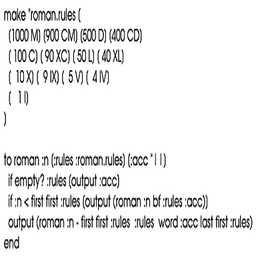 make "roman.rules (
(1000 M) (900 CM) (500 D) (400 CD)
( 100 C) ( 90 XC) ( 50 L) ( 40 XL)
( 10 X) ( 9 IX) ( 5 V) ( 4 IV)
( 1 I)
)
to roman :n (:rules :roman.rules) (:acc "||)
if empty? :rules (output :acc)
if :n < first first :rules (output (roman :n bf :rules :acc))
output (roman :n - first first :rules :rules word :acc last first :rules)
end